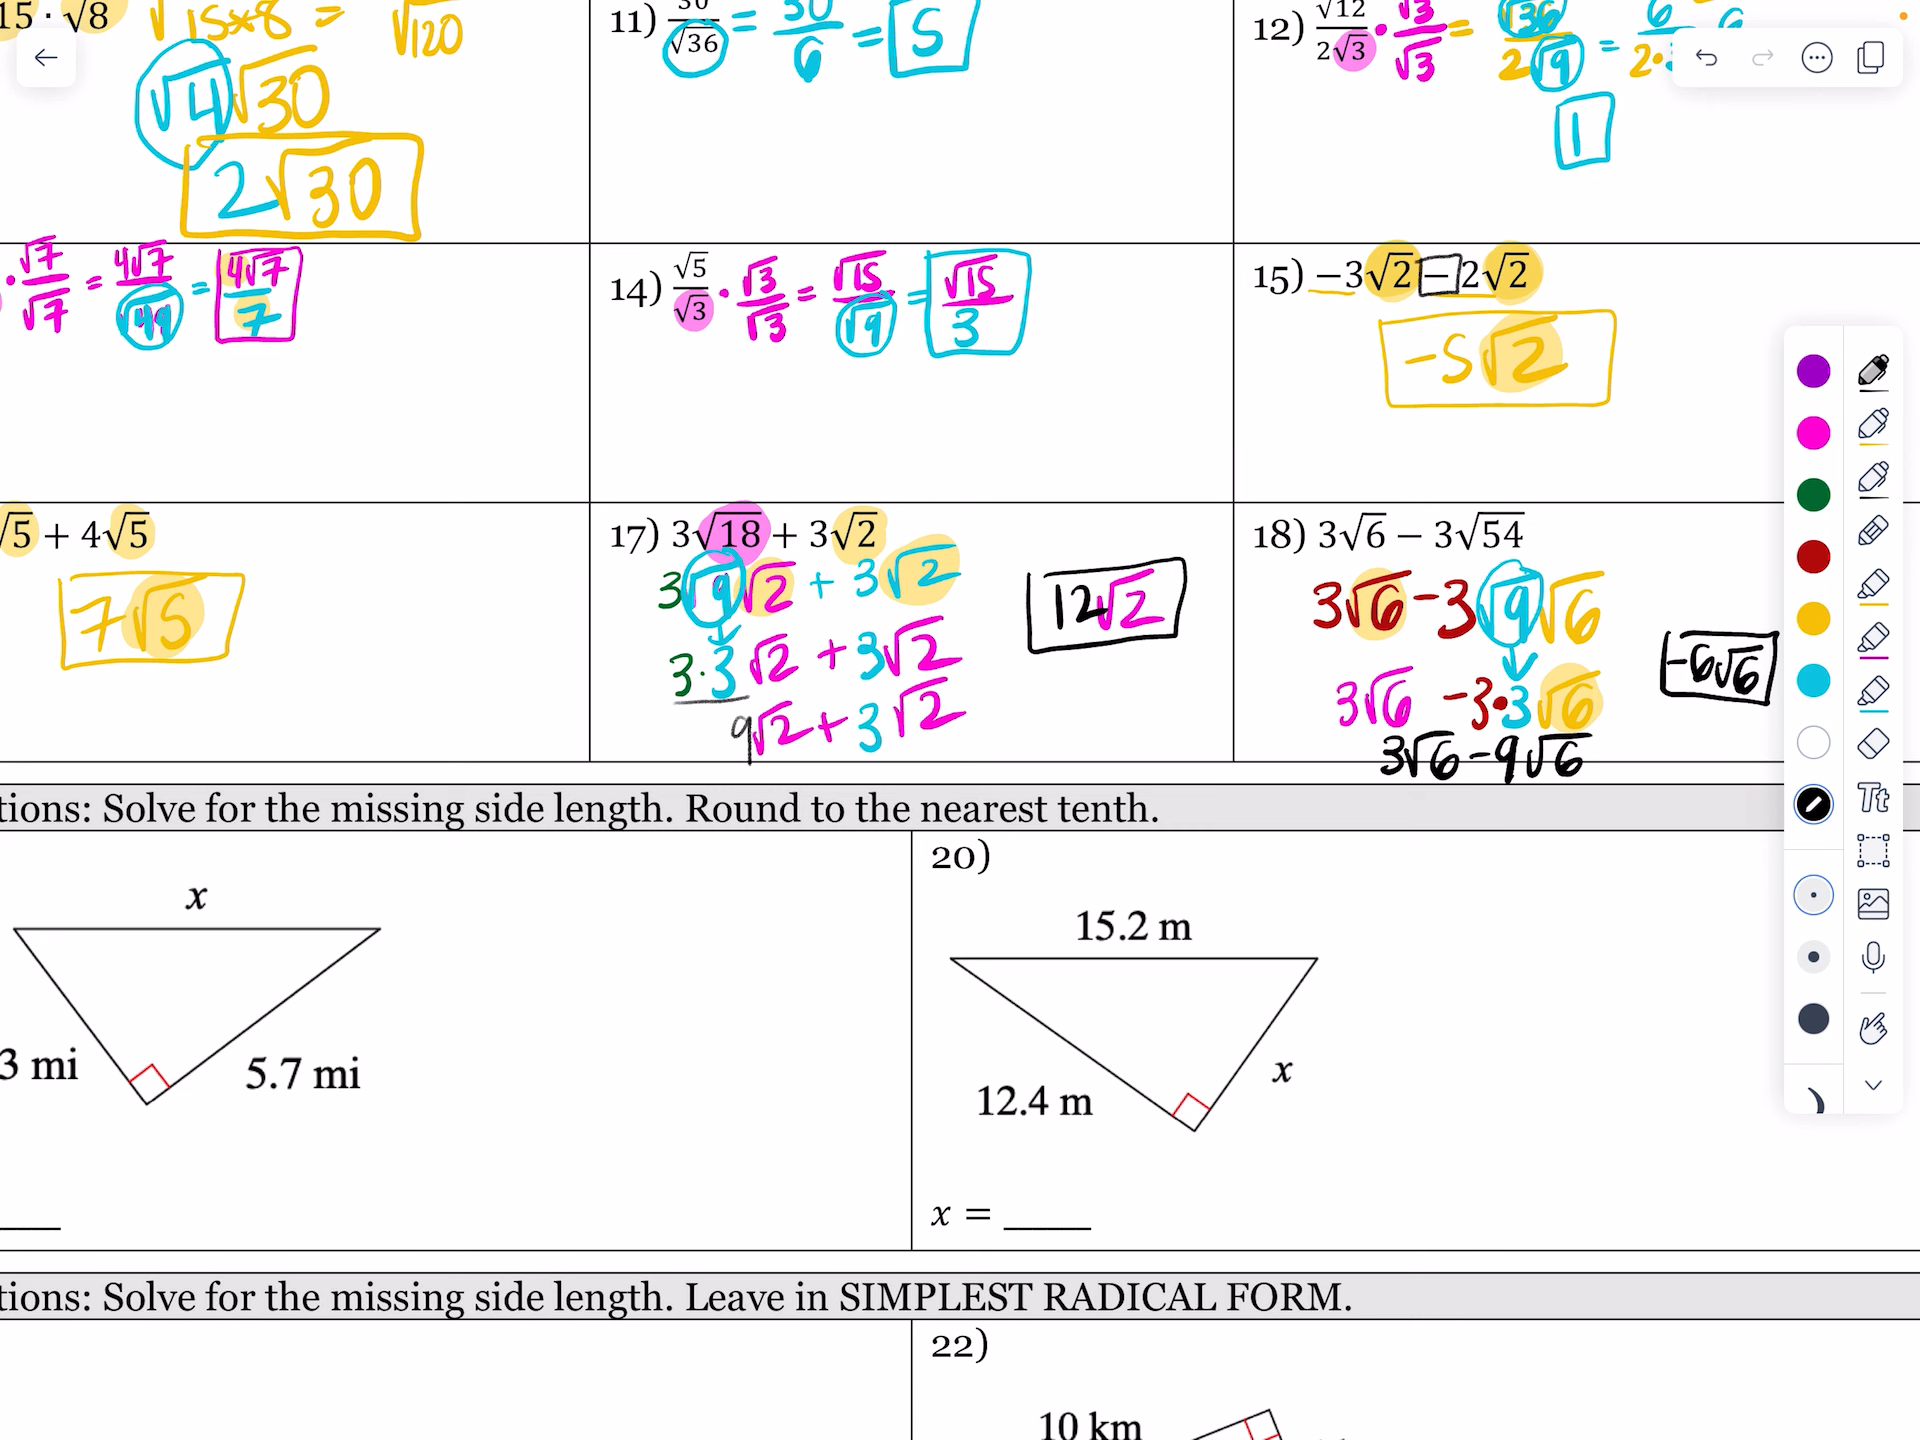 15 · √8 √15*8 = √120
√4 √30
2√30
11) 30/√36 = 30/6 = 5
12) √12/2√3 · √3/√3 = √36/2√9 = 6/2·
1
· √7/√7 = 4√7/√49 = 4√7/7
14) √5/√3 · √3/√3 = √15/√9 = √15/3
15) −3√2 − 2√2
−5√2
√5 + 4√5
7√5
17) 3√18 + 3√2
3√9√2 + 3√2
3·3√2 + 3√2
9√2 + 3√2
12√2
18) 3√6 − 3√54
3√6 − 3√9√6
3√6 − 3·3√6
3√6 − 9√6
−6√6
tions: Solve for the missing side length. Round to the nearest tenth.
x
3 mi
5.7 mi
20)
15.2 m
12.4 m
x
x = ____
tions: Solve for the missing side length. Leave in SIMPLEST RADICAL FORM.
22)
10 km
Tt